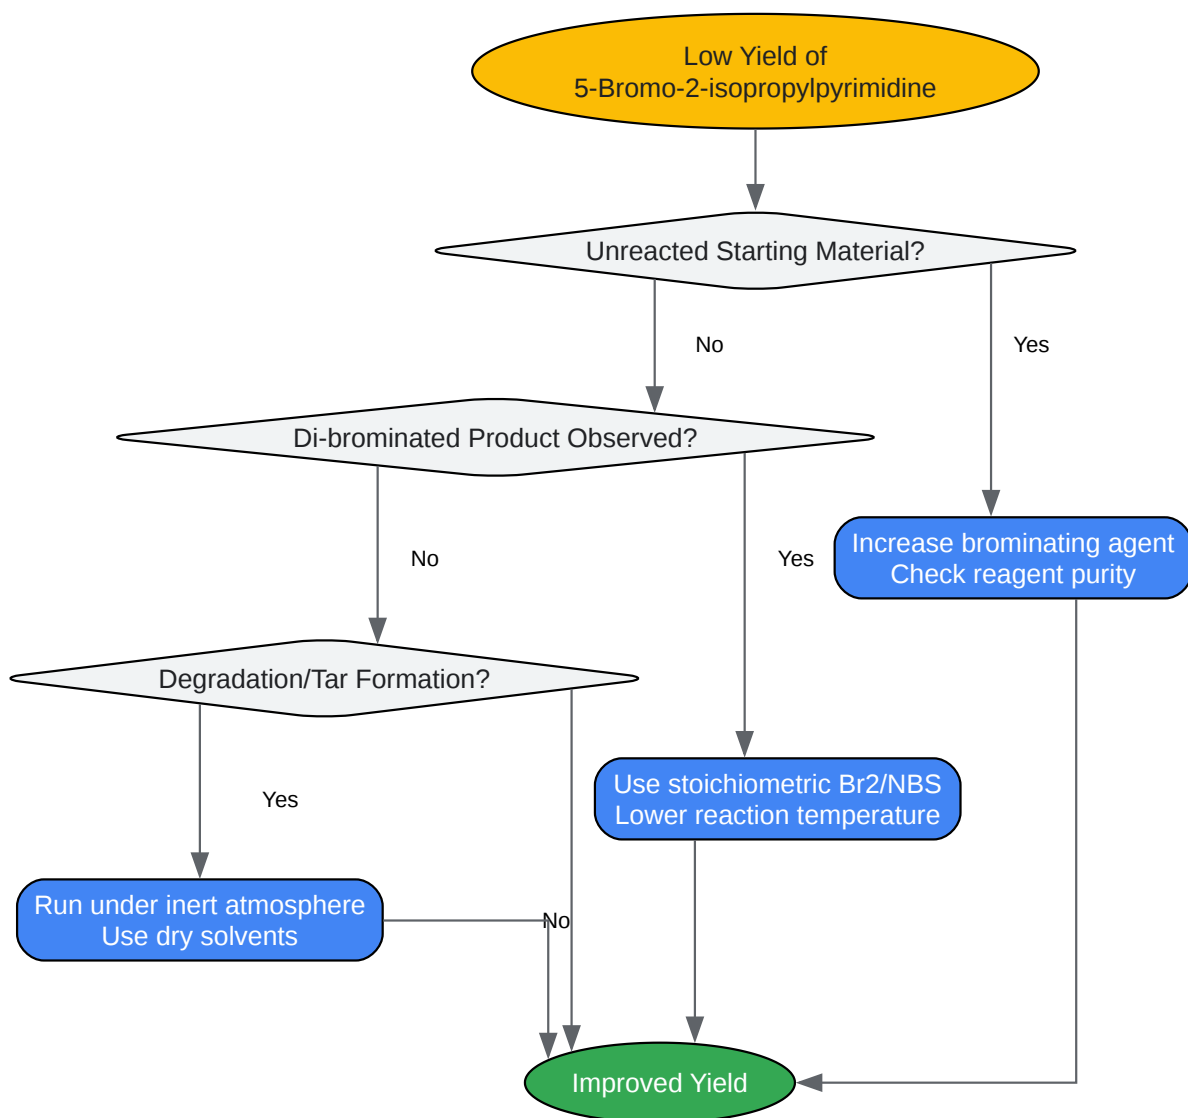 Low Yield of
5-Bromo-2-isopropylpyrimidine
Unreacted Starting Material?
No
Yes
Di-brominated Product Observed?
Increase brominating agent
Check reagent purity
No
Yes
Degradation/Tar Formation?
Use stoichiometric Br2/NBS
Lower reaction temperature
Yes
Run under inert atmosphere
Use dry solvents
No
Improved Yield